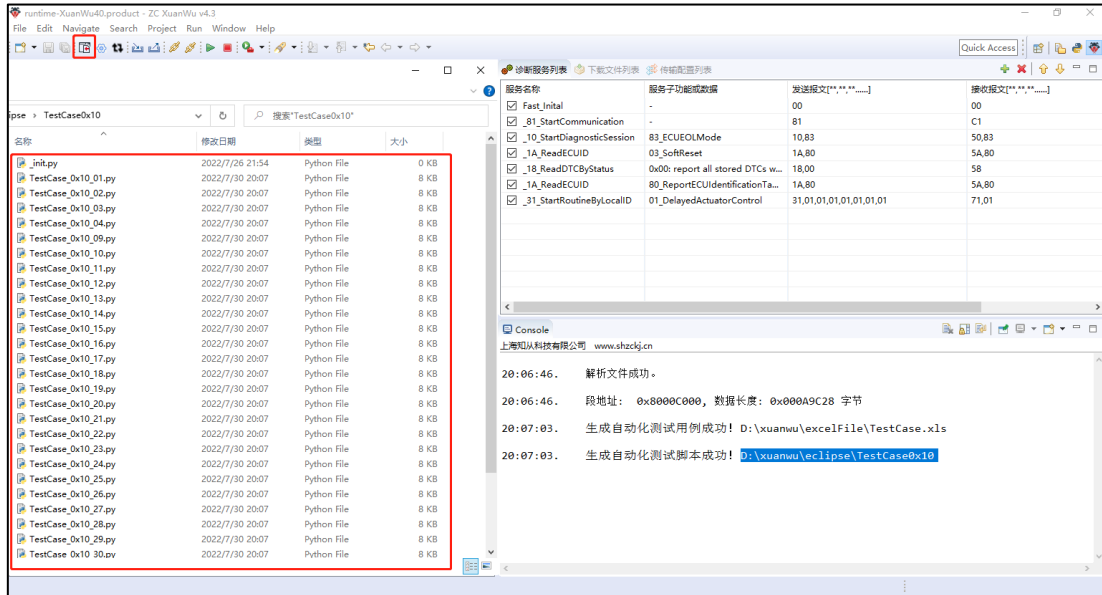 runtime-XuanWu40.product - ZC XuanWu v4.3
File Edit Navigate Search Project Run Window Help
Quick Access
ipse › TestCase0x10
搜索"TestCase0x10"
名称 修改日期 类型 大小
_init.py 2022/7/26 21:54 Python File 0 KB
TestCase_0x10_01.py 2022/7/30 20:07 Python File 8 KB
TestCase_0x10_02.py 2022/7/30 20:07 Python File 8 KB
TestCase_0x10_03.py 2022/7/30 20:07 Python File 8 KB
TestCase_0x10_04.py 2022/7/30 20:07 Python File 8 KB
TestCase_0x10_09.py 2022/7/30 20:07 Python File 8 KB
TestCase_0x10_10.py 2022/7/30 20:07 Python File 8 KB
TestCase_0x10_11.py 2022/7/30 20:07 Python File 8 KB
TestCase_0x10_12.py 2022/7/30 20:07 Python File 8 KB
TestCase_0x10_13.py 2022/7/30 20:07 Python File 8 KB
TestCase_0x10_14.py 2022/7/30 20:07 Python File 8 KB
TestCase_0x10_15.py 2022/7/30 20:07 Python File 8 KB
TestCase_0x10_16.py 2022/7/30 20:07 Python File 8 KB
TestCase_0x10_17.py 2022/7/30 20:07 Python File 8 KB
TestCase_0x10_18.py 2022/7/30 20:07 Python File 8 KB
TestCase_0x10_19.py 2022/7/30 20:07 Python File 8 KB
TestCase_0x10_20.py 2022/7/30 20:07 Python File 8 KB
TestCase_0x10_21.py 2022/7/30 20:07 Python File 8 KB
TestCase_0x10_22.py 2022/7/30 20:07 Python File 8 KB
TestCase_0x10_23.py 2022/7/30 20:07 Python File 8 KB
TestCase_0x10_24.py 2022/7/30 20:07 Python File 8 KB
TestCase_0x10_25.py 2022/7/30 20:07 Python File 8 KB
TestCase_0x10_26.py 2022/7/30 20:07 Python File 8 KB
TestCase_0x10_27.py 2022/7/30 20:07 Python File 8 KB
TestCase_0x10_28.py 2022/7/30 20:07 Python File 8 KB
TestCase_0x10_29.py 2022/7/30 20:07 Python File 8 KB
TestCase_0x10_30.py 2022/7/30 20:07 Python File 8 KB
诊断服务列表 下载文件列表 传输配置列表
服务名称 服务子功能或数据 发送报文[**,**,**......] 接收报文[**,**,**......]
Fast_Inital - 00 00
_81_StartCommunication - 81 C1
_10_StartDiagnosticSession 83_ECUEOLMode 10,83 50,83
_1A_ReadECUID 03_SoftReset 1A,80 5A,80
_18_ReadDTCByStatus 0x00: report all stored DTCs w... 18,00 58
_1A_ReadECUID 80_ReportECUIdentificationTa... 1A,80 5A,80
_31_StartRoutineByLocalID 01_DelayedActuatorControl 31,01,01,01,01,01,01,01 71,01
Console
上海知从科技有限公司 www.shzckj.cn
20:06:46. 解析文件成功。
20:06:46. 段地址: 0x8000C000, 数据长度: 0x000A9C28 字节
20:07:03. 生成自动化测试用例成功! D:\xuanwu\excelFile\TestCase.xls
20:07:03. 生成自动化测试脚本成功! D:\xuanwu\eclipse\TestCase0x10